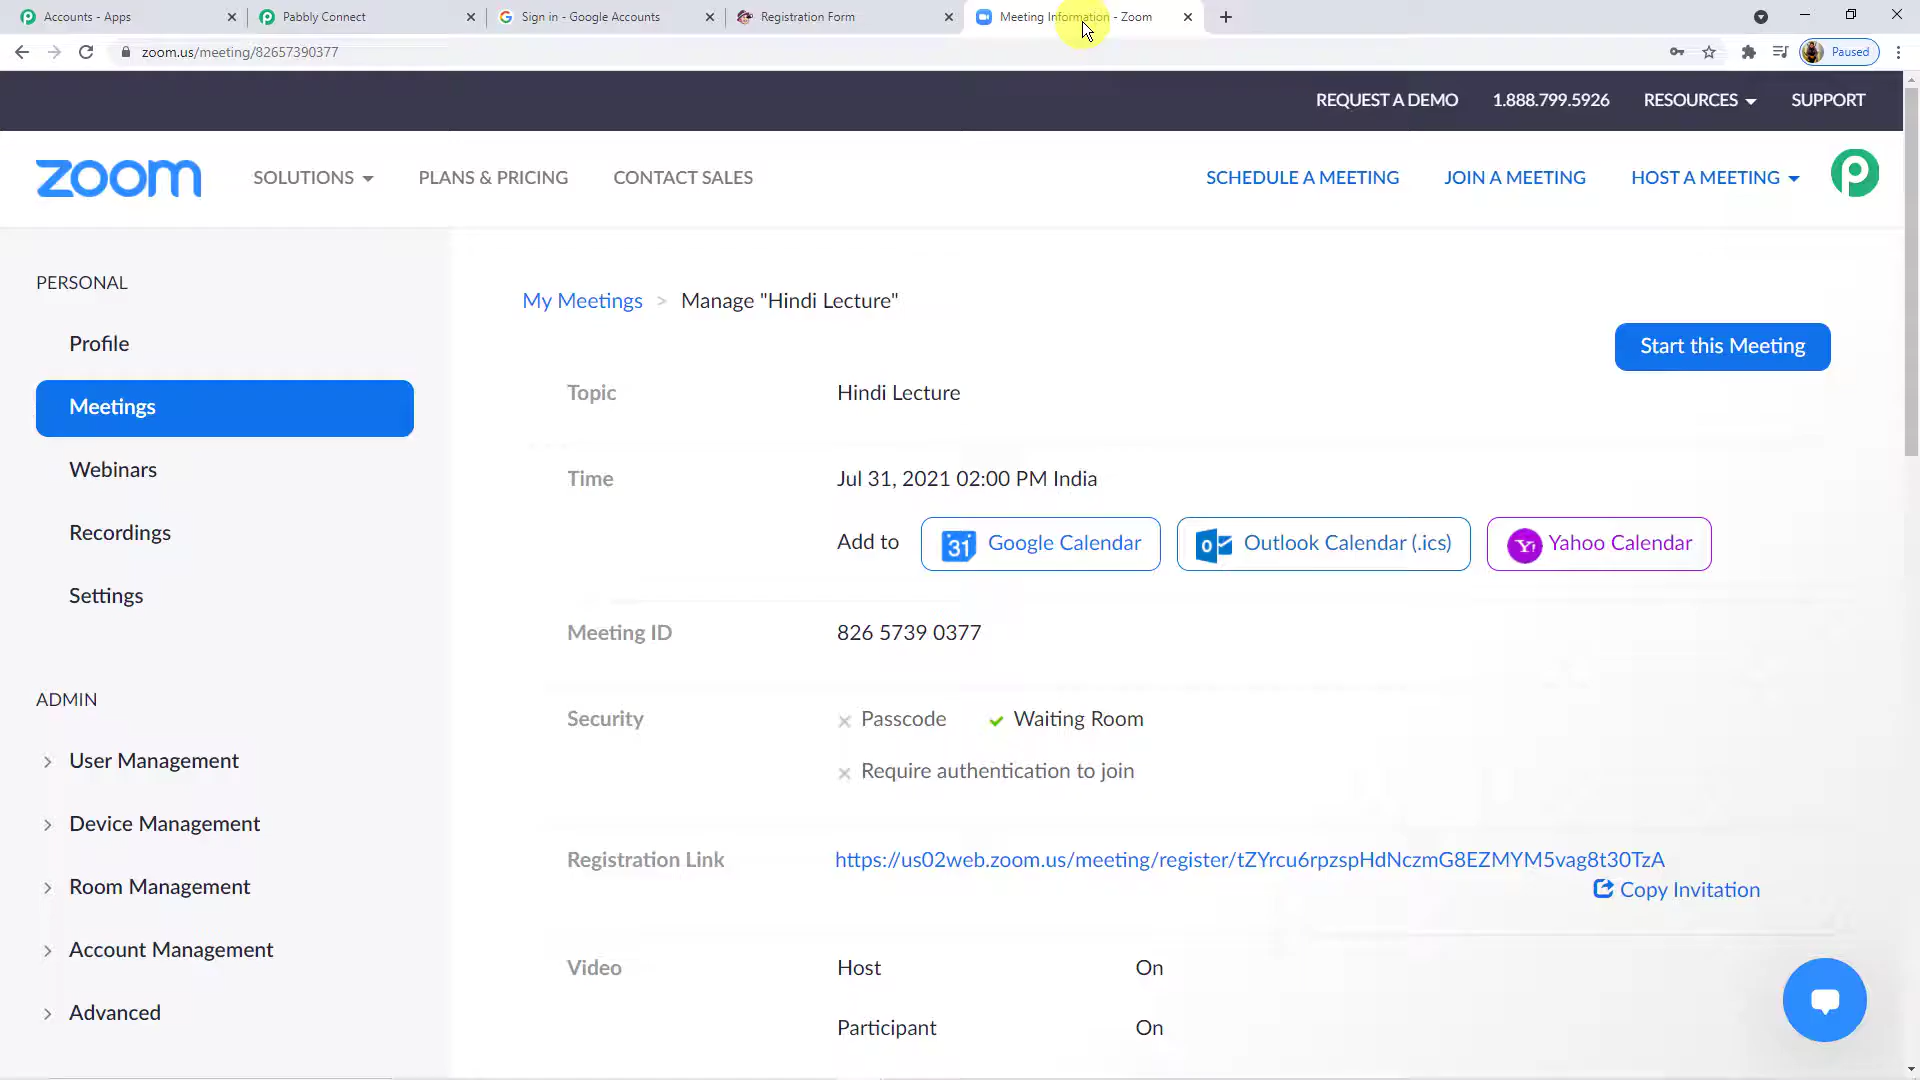 Accounts - Apps
Pabbly Connect
Sign in - Google Accounts
Registration Form
Meeting Information - Zoom
zoom.us/meeting/82657390377
Paused
REQUEST A DEMO
1.888.799.5926
RESOURCES
SUPPORT
zoom
SOLUTIONS
PLANS & PRICING
CONTACT SALES
SCHEDULE A MEETING
JOIN A MEETING
HOST A MEETING
PERSONAL
Profile
Meetings
Webinars
Recordings
Settings
ADMIN
User Management
Device Management
Room Management
Account Management
Advanced
My Meetings > Manage "Hindi Lecture"
Start this Meeting
Topic
Hindi Lecture
Time
Jul 31, 2021 02:00 PM India
Add to
31 Google Calendar
Outlook Calendar (.ics)
Y! Yahoo Calendar
Meeting ID
826 5739 0377
Security
Passcode
Waiting Room
Require authentication to join
Registration Link
https://us02web.zoom.us/meeting/register/tZYrcu6rpzspHdNczmG8EZMYM5vag8t30TzA
Copy Invitation
Video
Host
On
Participant
On